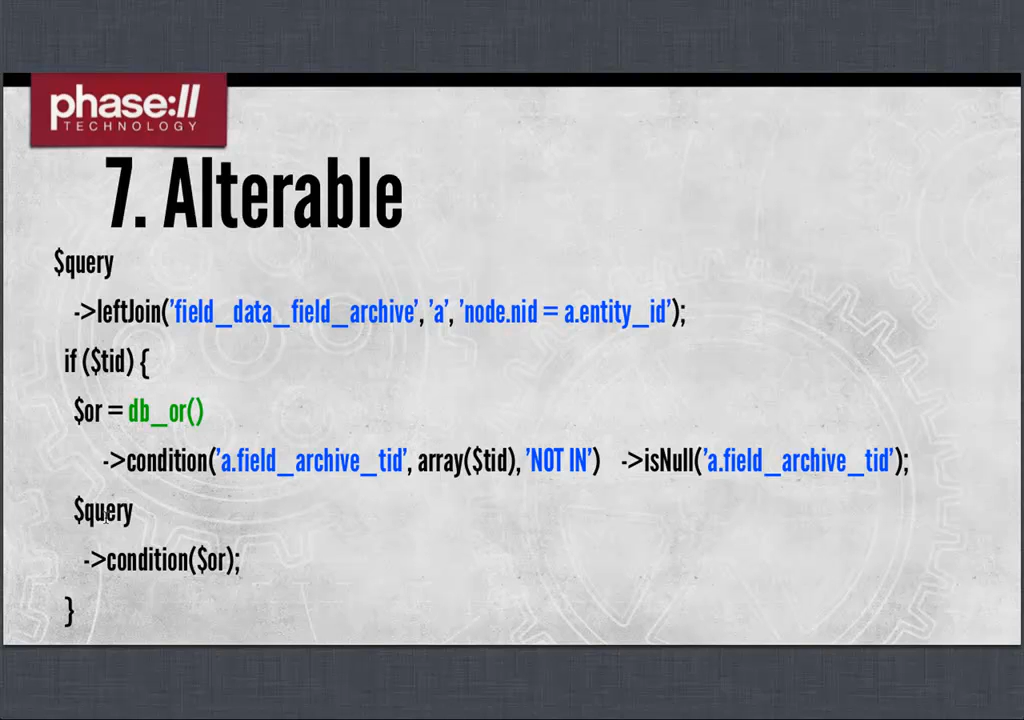 phase://
TECHNOLOGY
7. Alterable
$query
->leftJoin('field_data_field_archive', 'a', 'node.nid = a.entity_id');
if ($tid) {
$or = db_or()
->condition('a.field_archive_tid', array($tid), 'NOT IN') ->isNull('a.field_archive_tid');
$query
->condition($or);
}